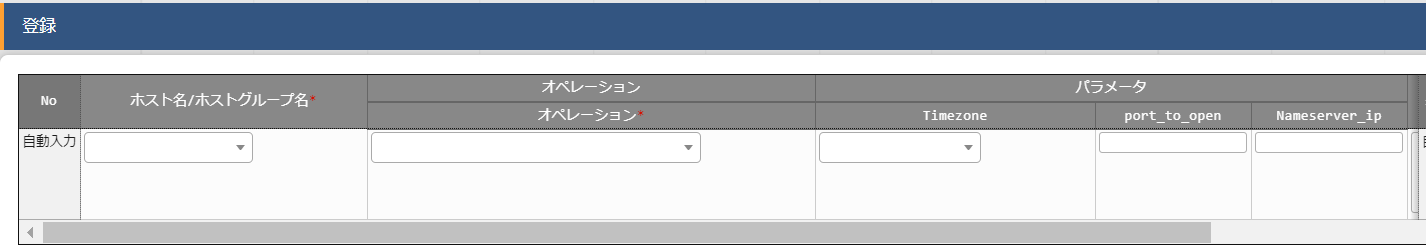 登録
No
ホスト名/ホストグループ名*
オペレーション
パラメータ
オペレーション*
Timezone
port_to_open
Nameserver_ip
自動入力